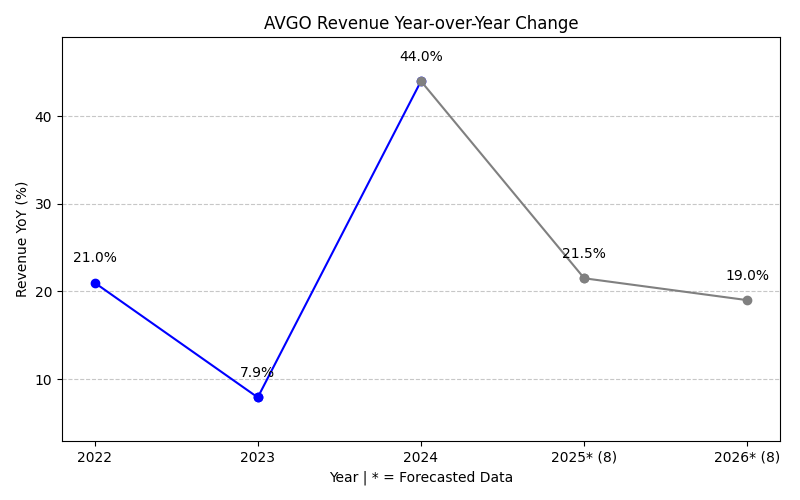 AVGO Revenue Year-over-Year Change
44.0%
40
30
21.0%
21.5%
Revenue YoY (%)
20
19.0%
7.9%
10
2022 2023 2024 2025* (8) 2026* (8)
Year | * = Forecasted Data